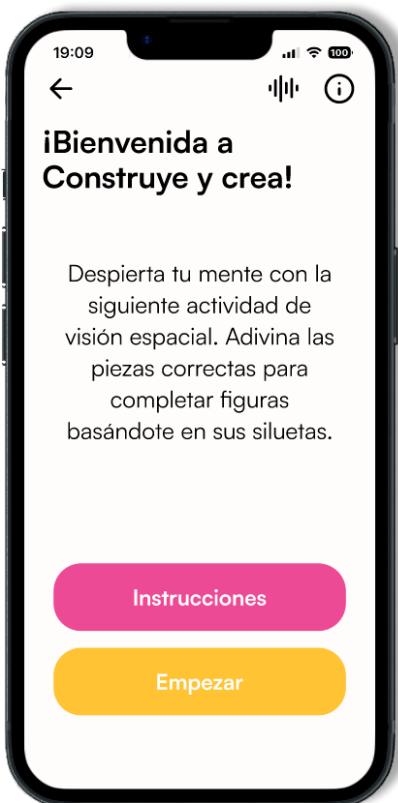 19:09
100
¡Bienvenida a
Construye y crea!
Despierta tu mente con la
siguiente actividad de
visión espacial. Adivina las
piezas correctas para
completar figuras
basándote en sus siluetas.
Instrucciones
Empezar